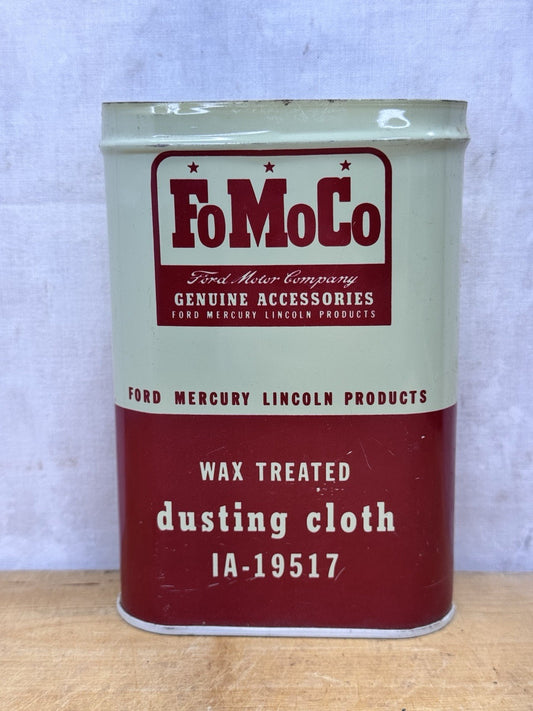 FoMoCo
Ford Motor Company
GENUINE ACCESSORIES
FORD MERCURY LINCOLN PRODUCTS
FORD MERCURY LINCOLN PRODUCTS
WAX TREATED
dusting cloth
IA-19517